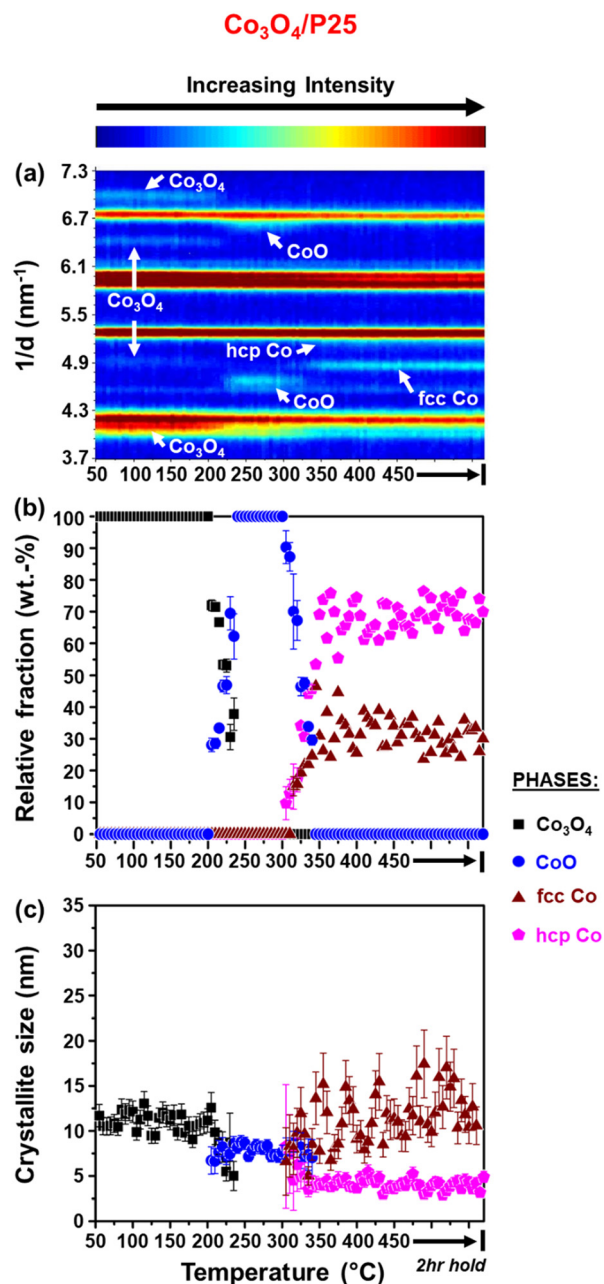 Co₃O₄/P25
Increasing Intensity
(a)
7.3
6.7
6.1
5.5
4.9
4.3
3.7
1/d (nm⁻¹)
Co₃O₄
CoO
Co₃O₄
hcp Co
fcc Co
CoO
Co₃O₄
50 100 150 200 250 300 350 400 450
(b)
100
90
80
70
60
50
40
30
20
10
0
Relative fraction (wt.-%)
50 100 150 200 250 300 350 400 450
PHASES:
Co₃O₄
CoO
fcc Co
hcp Co
(c)
35
30
25
20
15
10
5
0
Crystallite size (nm)
50 100 150 200 250 300 350 400 450
Temperature (°C) 2hr hold